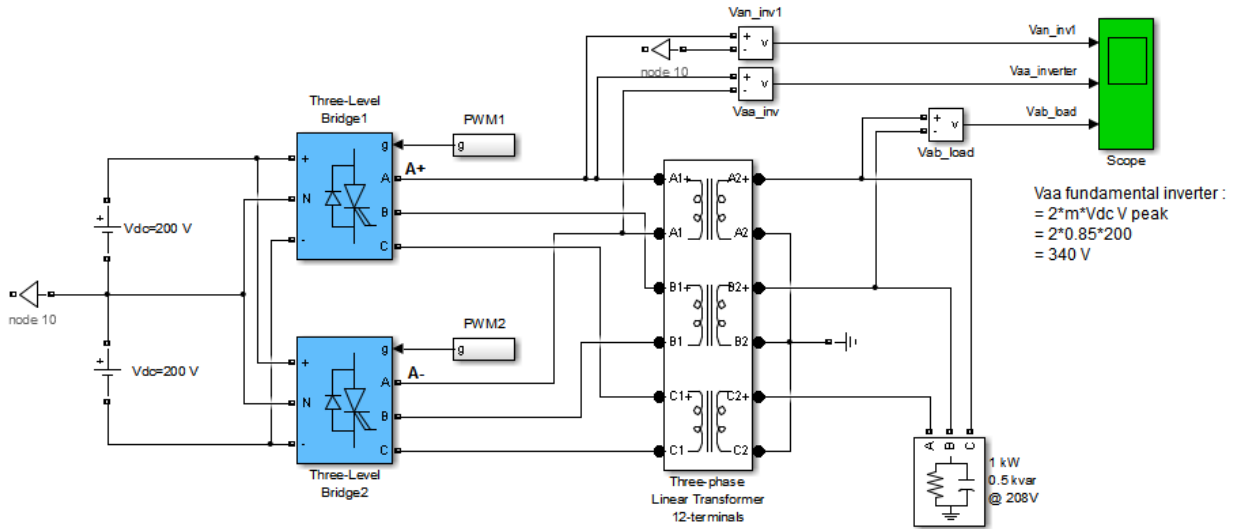 Van_inv1
+
-
v
node 10
Van_inv1
Vaa_inverter
+
-
v
Vaa_inv
Vab_load
+
-
v
Vab_load
Scope
Three-Level
Bridge1
PWM1
g
g
+
N
-
A
B
C
A+
Vdc=200 V
node 10
Vdc=200 V
Three-Level
Bridge2
PWM2
g
g
+
N
-
A
B
C
A-
A1+
A1
B1+
B1
C1+
C1
A2+
A2
B2+
B2
C2+
C2
Three-phase
Linear Transformer
12-terminals
Vaa fundamental inverter :
= 2*m*Vdc V peak
= 2*0.85*200
= 340 V
A
B
C
1 kW
0.5 kvar
@ 208V
+
+